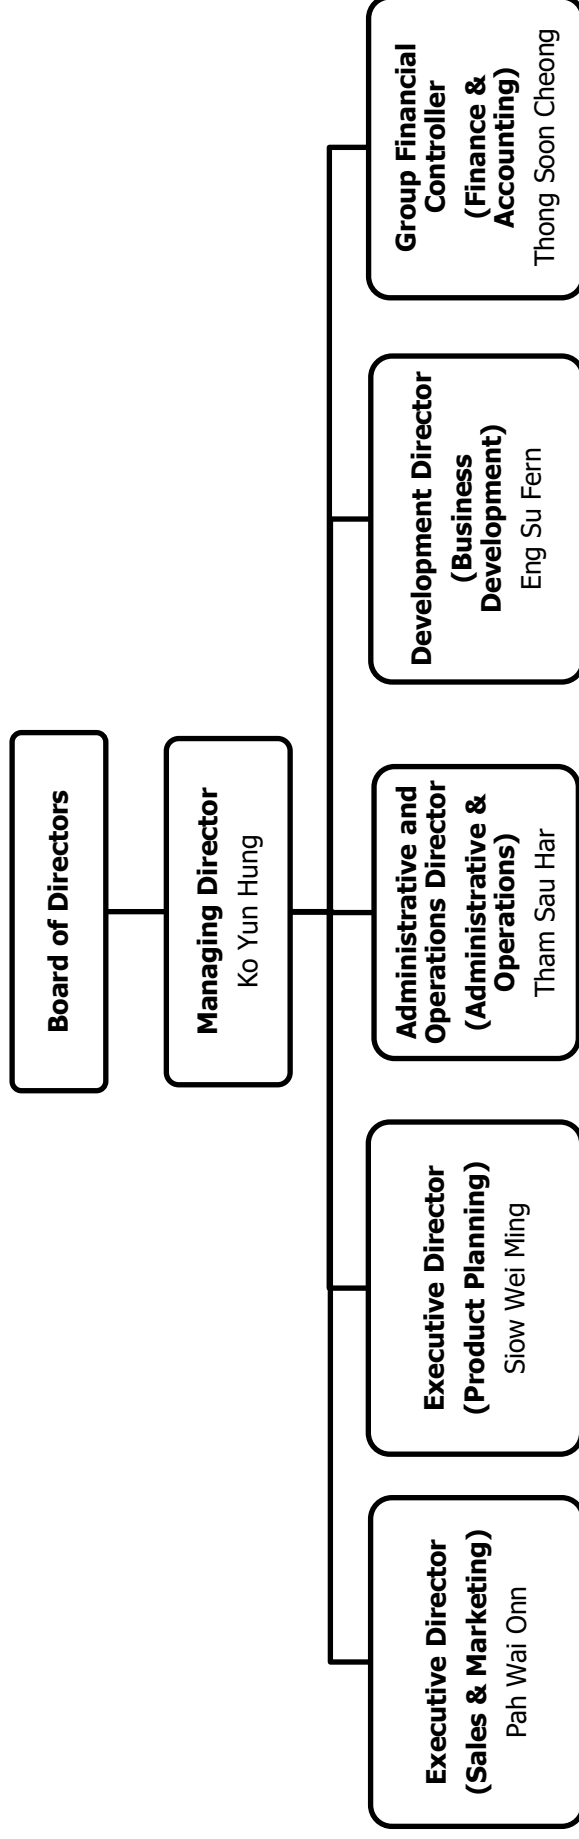 Board of Directors
Managing Director
Ko Yun Hung
Executive Director
(Sales & Marketing)
Pah Wai Onn
Executive Director
(Product Planning)
Siow Wei Ming
Administrative and
Operations Director
(Administrative &
Operations)
Tham Sau Har
Development Director
(Business
Development)
Eng Su Fern
Group Financial
Controller
(Finance &
Accounting)
Thong Soon Cheong